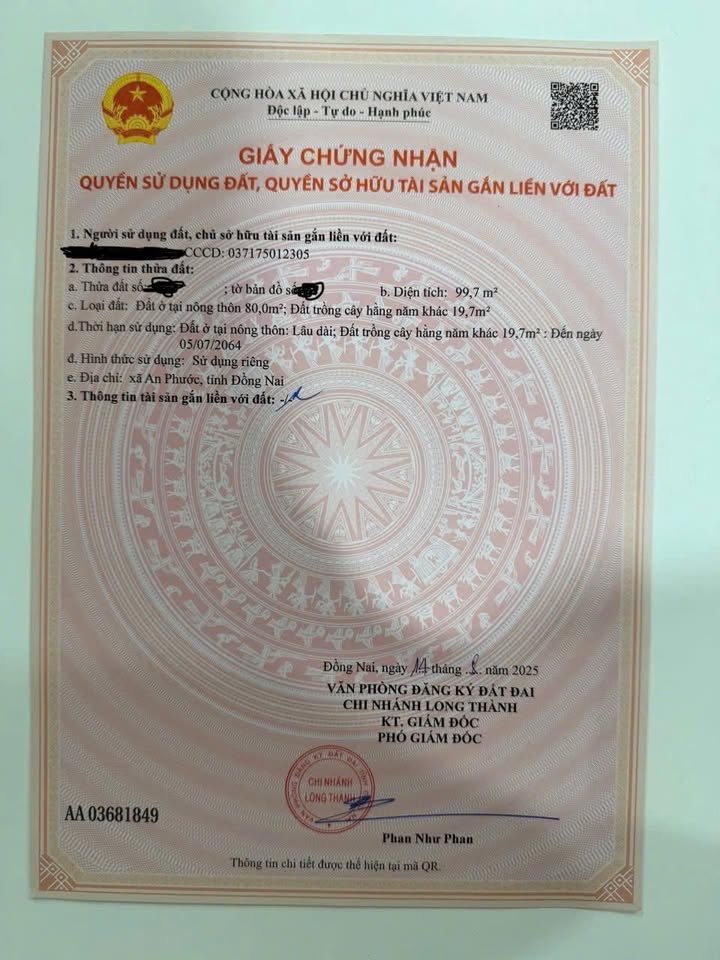 CỘNG HÒA XÃ HỘI CHỦ NGHĨA VIỆT NAM
Độc lập - Tự do - Hạnh phúc
GIẤY CHỨNG NHẬN
QUYỀN SỬ DỤNG ĐẤT, QUYỀN SỞ HỮU TÀI SẢN GẮN LIỀN VỚI ĐẤT
1. Người sử dụng đất, chủ sở hữu tài sản gắn liền với đất:
CCCD: 037175012305
2. Thông tin thửa đất:
a. Thửa đất số ; tờ bản đồ số b. Diện tích: 99,7 m²
c. Loại đất: Đất ở tại nông thôn 80,0m²; Đất trồng cây hằng năm khác 19,7m²
d.Thời hạn sử dụng: Đất ở tại nông thôn: Lâu dài; Đất trồng cây hằng năm khác 19,7m² : Đến ngày
05/07/2064
đ. Hình thức sử dụng: Sử dụng riêng
e. Địa chỉ: xã An Phước, tỉnh Đồng Nai
3. Thông tin tài sản gắn liền với đất: -/-
Đồng Nai, ngày tháng 8 năm 2025
VĂN PHÒNG ĐĂNG KÝ ĐẤT ĐAI
CHI NHÁNH LONG THÀNH
KT. GIÁM ĐỐC
PHÓ GIÁM ĐỐC
CHI NHÁNH
LONG THÀNH
AA 03681849
Phan Như Phan
Thông tin chi tiết được thể hiện tại mã QR.